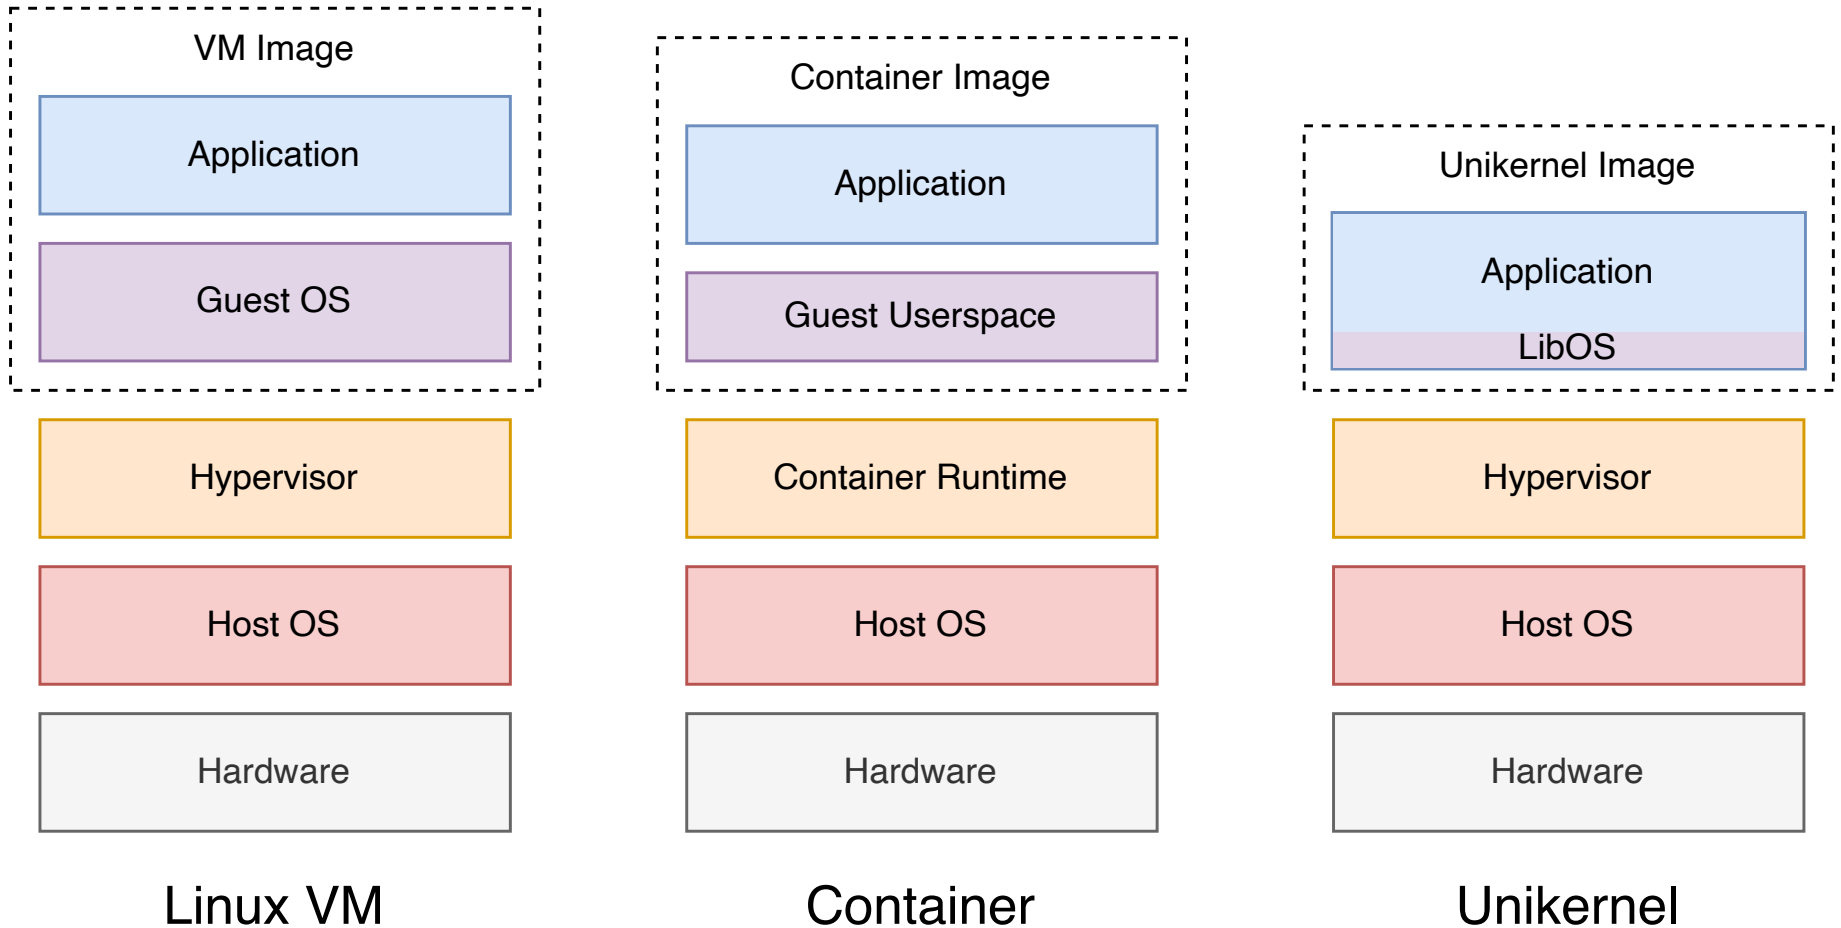 VM Image
Application
Guest OS
Hypervisor
Host OS
Hardware
Linux VM
Container Image
Application
Guest Userspace
Container Runtime
Host OS
Hardware
Container
Unikernel Image
Application
LibOS
Hypervisor
Host OS
Hardware
Unikernel